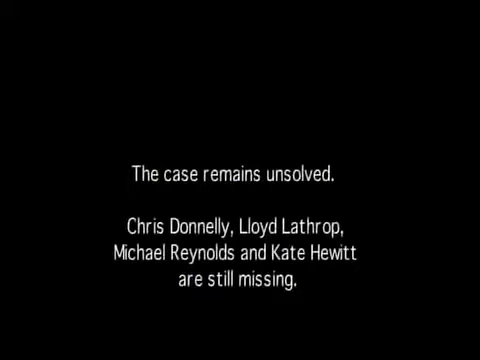 The case remains unsolved.
Chris Donnelly, Lloyd Lathrop,
Michael Reynolds and Kate Hewitt
are still missing.